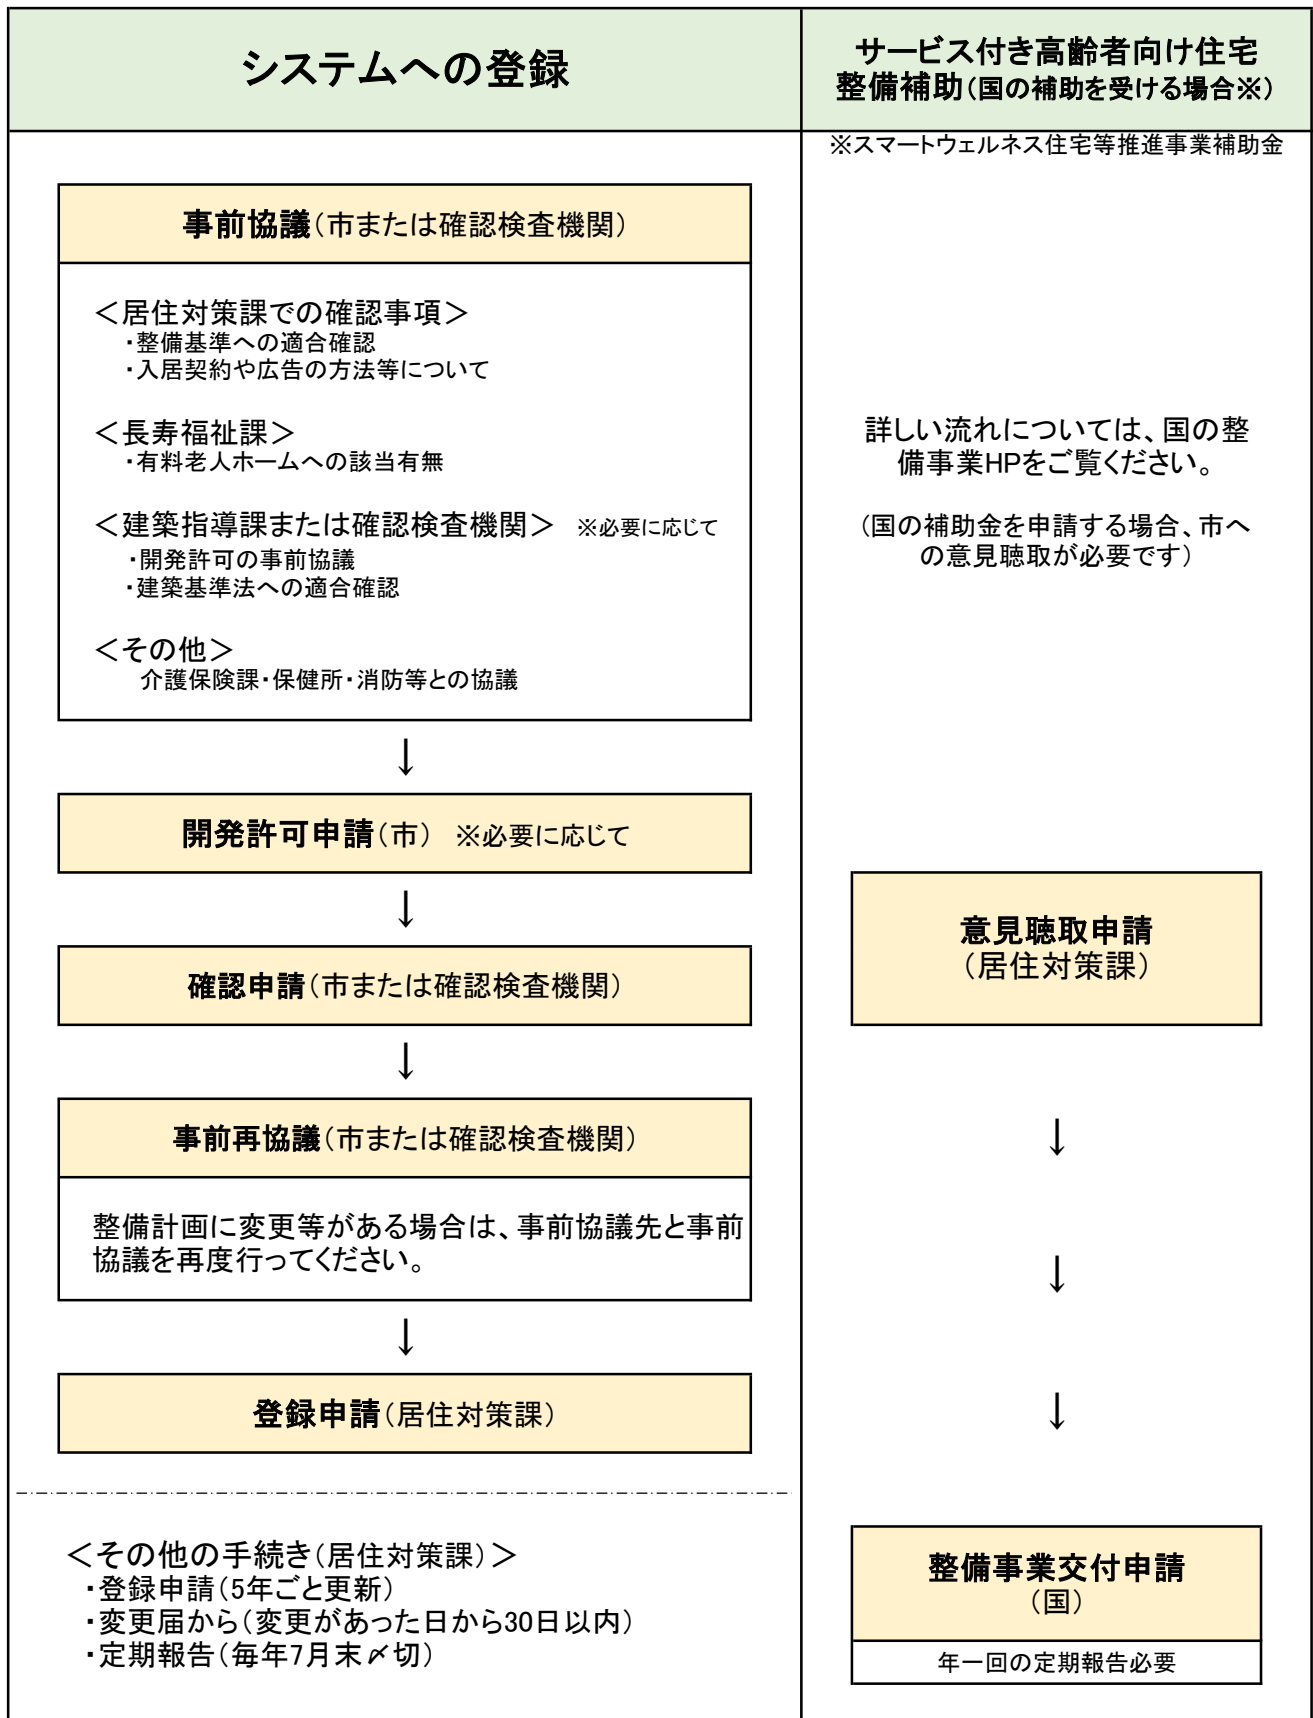 システムへの登録
サービス付き高齢者向け住宅
整備補助（国の補助を受ける場合※）
※スマートウェルネス住宅等推進事業補助金
事前協議（市または確認検査機関）
＜居住対策課での確認事項＞
・整備基準への適合確認
・入居契約や広告の方法等について
＜長寿福祉課＞
・有料老人ホームへの該当有無
＜建築指導課または確認検査機関＞ ※必要に応じて
・開発許可の事前協議
・建築基準法への適合確認
＜その他＞
介護保険課・保健所・消防等との協議
↓
開発許可申請（市） ※必要に応じて
↓
確認申請（市または確認検査機関）
↓
事前再協議（市または確認検査機関）
整備計画に変更等がある場合は、事前協議先と事前
協議を再度行ってください。
↓
登録申請（居住対策課）
＜その他の手続き（居住対策課）＞
・登録申請（5年ごと更新）
・変更届から（変更があった日から30日以内）
・定期報告（毎年7月末〆切）
詳しい流れについては、国の整
備事業HPをご覧ください。
（国の補助金を申請する場合、市へ
の意見聴取が必要です）
意見聴取申請
（居住対策課）
↓
↓
↓
整備事業交付申請
（国）
年一回の定期報告必要